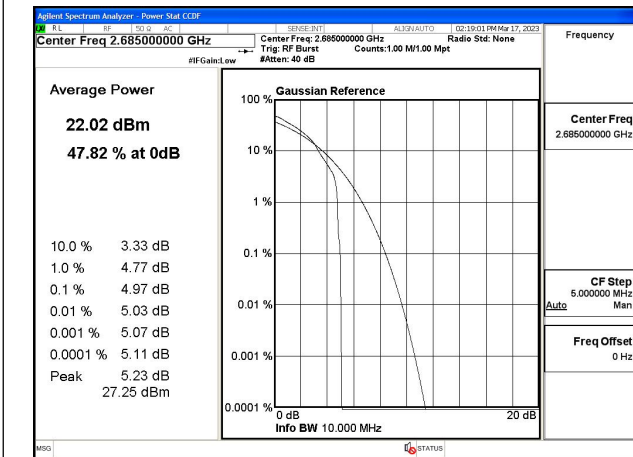 Agilent Spectrum Analyzer - Power Stat CCDF
LXI RL RF 50 Ω AC SENSE:INT ALIGNAUTO 02:19:01 PM Mar 17, 2023
Center Freq 2.685000000 GHz
Center Freq: 2.685000000 GHz Radio Std: None
Trig: RF Burst Counts:1.00 M/1.00 Mpt
#IFGain:Low #Atten: 40 dB
Frequency
Average Power
22.02 dBm
47.82 % at 0dB
10.0 % 3.33 dB
1.0 % 4.77 dB
0.1 % 4.97 dB
0.01 % 5.03 dB
0.001 % 5.07 dB
0.0001 % 5.11 dB
Peak 5.23 dB
27.25 dBm
Gaussian Reference
100 %
10 %
1 %
0.1 %
0.01 %
0.001 %
0.0001 %
0 dB 20 dB
Info BW 10.000 MHz
Center Freq
2.685000000 GHz
CF Step
5.000000 MHz
Auto Man
Freq Offset
0 Hz
MSG STATUS